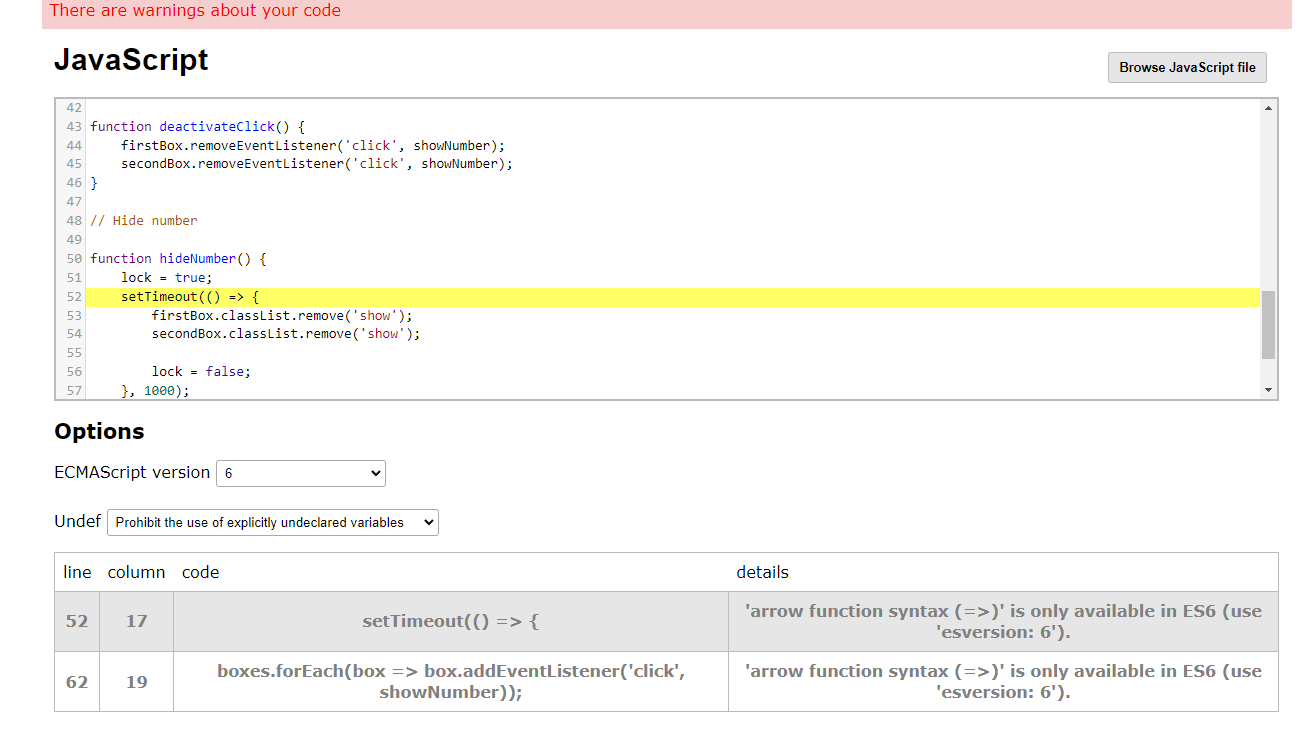 There are warnings about your code
JavaScript
Browse JavaScript file
42
43 function deactivateClick() {
44 firstBox.removeEventListener('click', showNumber);
45 secondBox.removeEventListener('click', showNumber);
46 }
47
48 // Hide number
49
50 function hideNumber() {
51 lock = true;
52 setTimeout(() => {
53 firstBox.classList.remove('show');
54 secondBox.classList.remove('show');
55
56 lock = false;
57 }, 1000);
Options
ECMAScript version 6
Undef Prohibit the use of explicitly undeclared variables
line column code details
52 17 setTimeout(() => { 'arrow function syntax (=>)' is only available in ES6 (use
'esversion: 6').
62 19 boxes.forEach(box => box.addEventListener('click', 'arrow function syntax (=>)' is only available in ES6 (use
showNumber)); 'esversion: 6').